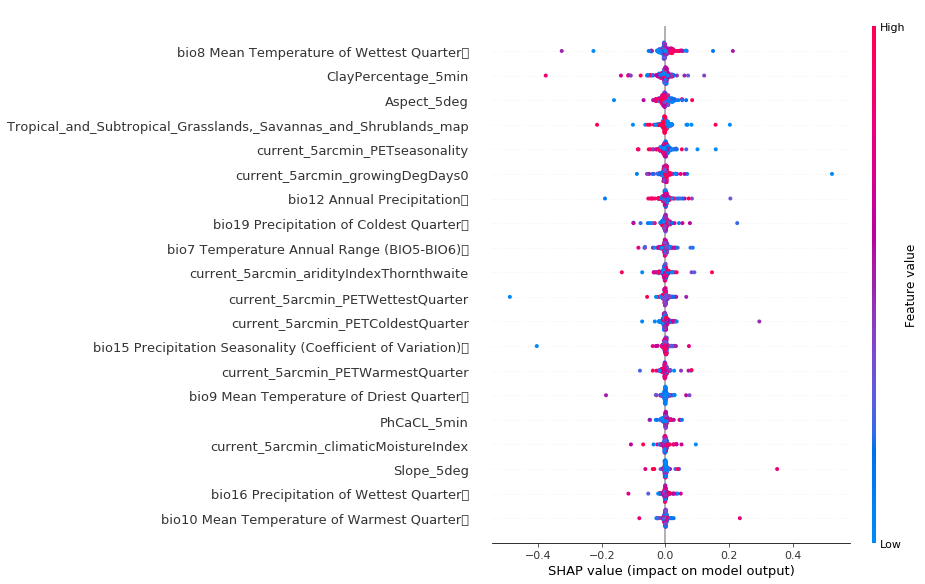 High
bio8 Mean Temperature of Wettest Quarter
ClayPercentage_5min
Aspect_5deg
Tropical_and_Subtropical_Grasslands,_Savannas_and_Shrublands_map
current_5arcmin_PETseasonality
current_5arcmin_growingDegDays0
bio12 Annual Precipitation
bio19 Precipitation of Coldest Quarter
bio7 Temperature Annual Range (BIO5-BIO6)
current_5arcmin_aridityIndexThornthwaite
current_5arcmin_PETWettestQuarter
current_5arcmin_PETColdestQuarter
bio15 Precipitation Seasonality (Coefficient of Variation)
current_5arcmin_PETWarmestQuarter
bio9 Mean Temperature of Driest Quarter
PhCaCL_5min
current_5arcmin_climaticMoistureIndex
Slope_5deg
bio16 Precipitation of Wettest Quarter
bio10 Mean Temperature of Warmest Quarter
Feature value
Low
−0.4 −0.2 0.0 0.2 0.4
SHAP value (impact on model output)